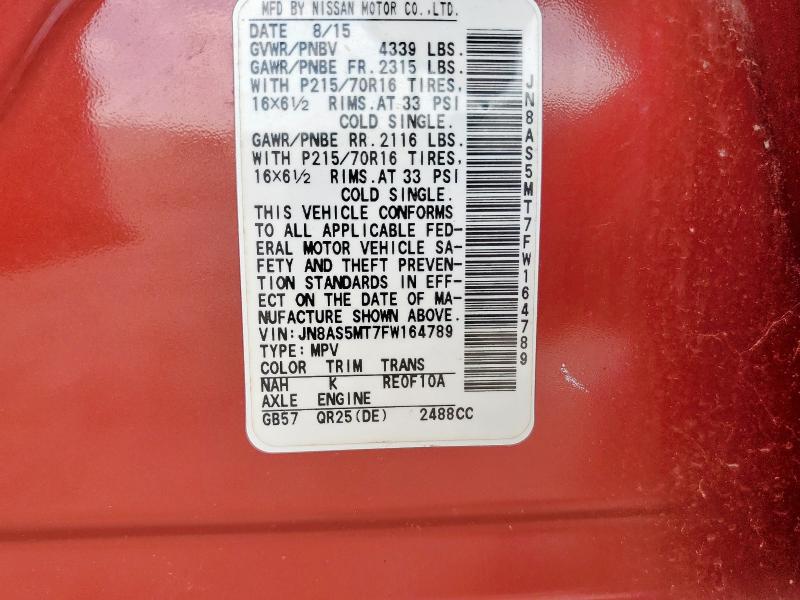 MFD BY NISSAN MOTOR CO.,LTD.
DATE 8/15
GVWR/PNBV 4339 LBS.
GAWR/PNBE FR. 2315 LBS.
WITH P215/70R16 TIRES,
16×6½ RIMS.AT 33 PSI
COLD SINGLE.
GAWR/PNBE RR. 2116 LBS.
WITH P215/70R16 TIRES,
16×6½ RIMS.AT 33 PSI
COLD SINGLE.
THIS VEHICLE CONFORMS
TO ALL APPLICABLE FED-
ERAL MOTOR VEHICLE SA-
FETY AND THEFT PREVEN-
TION STANDARDS IN EFF-
ECT ON THE DATE OF MA-
NUFACTURE SHOWN ABOVE.
VIN:JN8AS5MT7FW164789
TYPE:MPV
COLOR TRIM TRANS
NAH K RE0F10A
AXLE ENGINE
GB57 QR25(DE) 2488CC
JN8AS5MT7FW164789